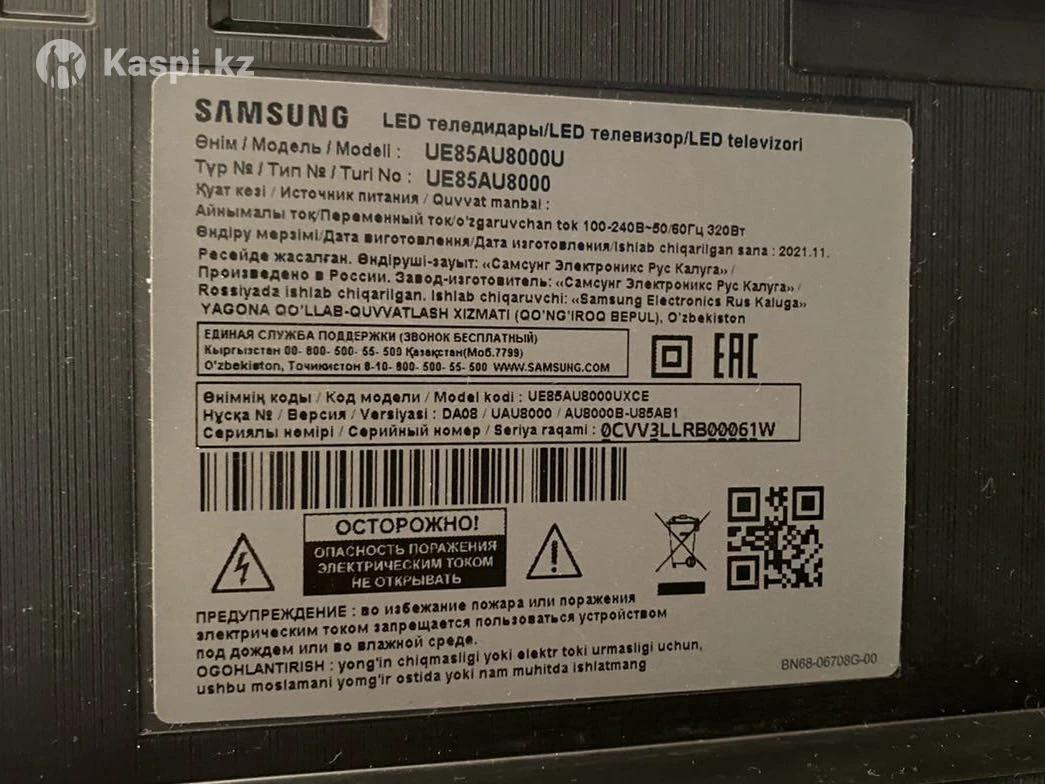 Kaspi.kz
SAMSUNG LED теледидары/LED телевизор/LED televizori
Өнім / Модель / Modeli : UE85AU8000U
Түр № / Тип № / Turi No : UE85AU8000
Қуат көзі / Источник питания / Quvvat manbai :
Айнымалы ток/Переменный ток/o'zgaruvchan tok 100-240В~50/60Гц 320Вт
Өндіру мерзімі/Дата виготовлення/Дата изготовления/Ishlab chiqarilgan sana : 2021.11.
Ресейде жасалған. Өндіруші-зауыт: «Самсунг Электроникс Рус Калуга» /
Произведено в России. Завод-изготовитель: «Самсунг Электроникс Рус Калуга» /
Rossiyada ishlab chiqarilgan. Ishlab chiqaruvchi: «Samsung Electronics Rus Kaluga»
YAGONA QO'LLAB-QUVVATLASH XIZMATI (QO'NG'IROQ BEPUL), O'zbekiston
ЕДИНАЯ СЛУЖБА ПОДДЕРЖКИ (ЗВОНОК БЕСПЛАТНЫЙ)
Кыргызстан 00- 800- 500- 55- 500 Қазақстан(Моб.7799)
O'zbekiston, Тоҷикистон 8-10- 800- 500- 55- 500 WWW.SAMSUNG.COM
EAC
Өнімнің коды / Код модели / Model kodi : UE85AU8000UXCE
Нұсқа № / Версия / Versiyasi : DA08 / UAU8000 / AU8000B-U85AB1
Сериялы нөмірі / Серийный номер / Seriya raqami : 0CVV3LLRB00061W
ОСТОРОЖНО!
ОПАСНОСТЬ ПОРАЖЕНИЯ
ЭЛЕКТРИЧЕСКИМ ТОКОМ
НЕ ОТКРЫВАТЬ
ПРЕДУПРЕЖДЕНИЕ : во избежание пожара или поражения
электрическим током запрещается пользоваться устройством
под дождем или во влажной среде.
OGOHLANTIRISH : yong'in chiqmasligi yoki elektr toki urmasligi uchun,
ushbu moslamani yomg'ir ostida yoki nam muhitda ishlatmang
BN68-06708G-00